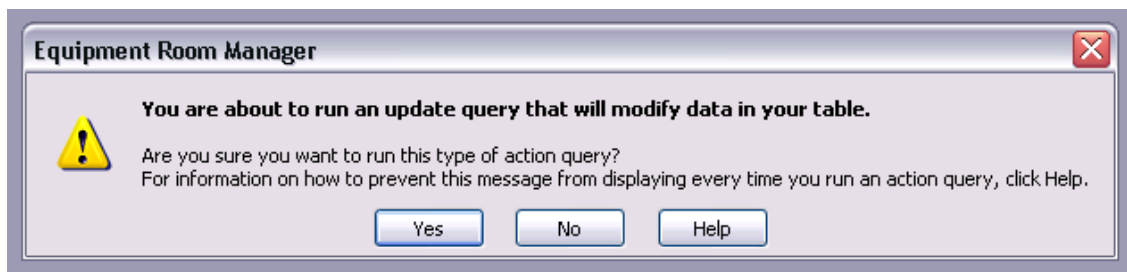 Equipment Room Manager
You are about to run an update query that will modify data in your table.
Are you sure you want to run this type of action query?
For information on how to prevent this message from displaying every time you run an action query, click Help.
Yes No Help